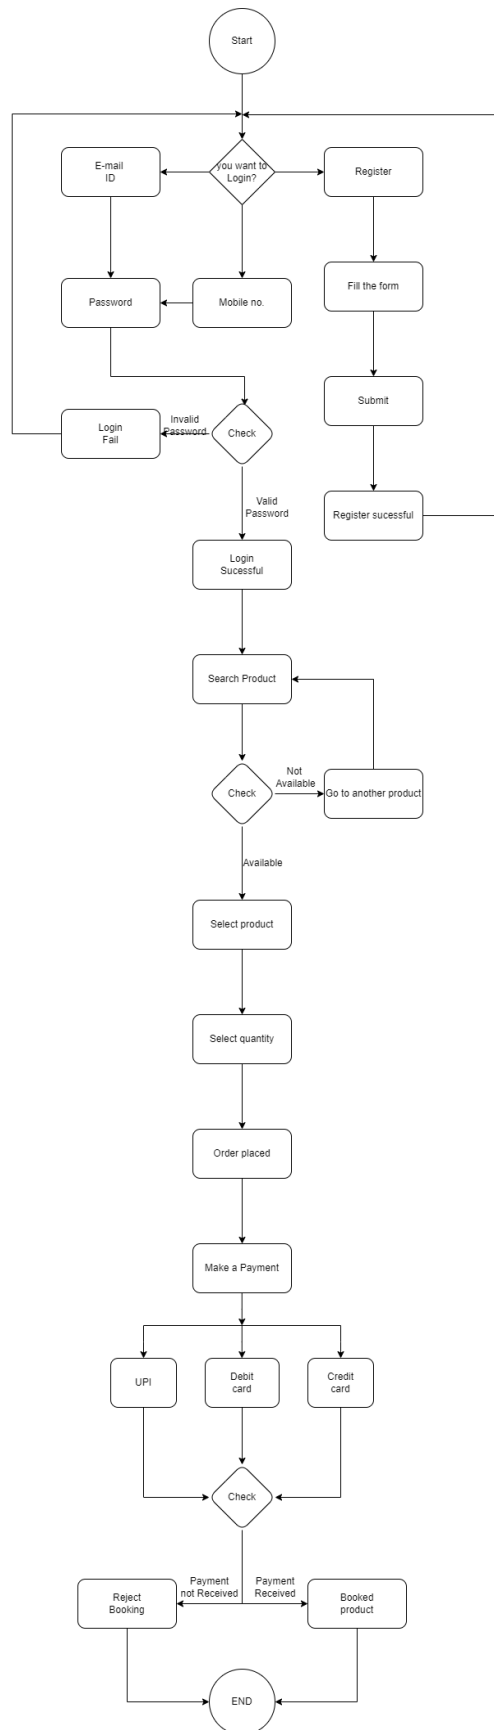 Start
you want to
Login?
E-mail
ID
Register
Password
Mobile no.
Fill the form
Submit
Login
Fail
Invalid
Password
Check
Valid
Password
Register sucessful
Login
Sucessful
Search Product
Check
Not
Available
Go to another product
Available
Select product
Select quantity
Order placed
Make a Payment
UPI
Debit
card
Credit
card
Check
Payment
not Received
Payment
Received
Reject
Booking
Booked
product
END